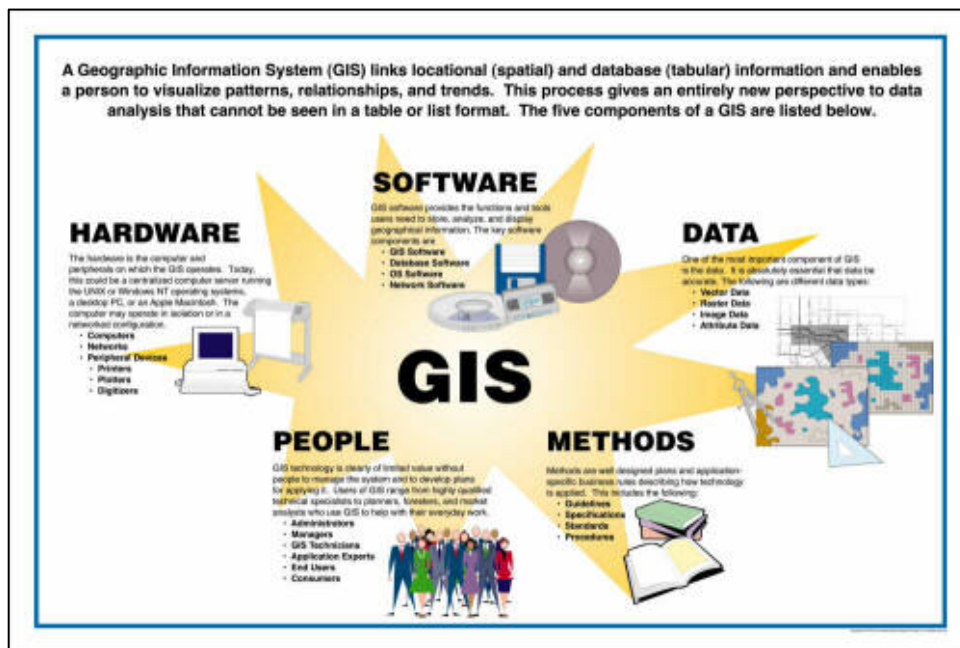 A Geographic Information System (GIS) links locational (spatial) and database (tabular) information and enables
a person to visualize patterns, relationships, and trends. This process gives an entirely new perspective to data
analysis that cannot be seen in a table or list format. The five components of a GIS are listed below.
SOFTWARE
GIS software provides the functions and tools
users need to store, analyze, and display
geographical information. The key software
components are
• GIS Software
• Database Software
• OS Software
• Network Software
HARDWARE
The hardware is the computer and
peripherals on which the GIS operates. Today,
this could be a centralized computer server running
the UNIX or Windows NT operating systems,
a desktop PC, or an Apple Macintosh. The
computer may operate in isolation or in a
networked configuration.
• Computers
• Networks
• Peripheral Devices
• Printers
• Plotters
• Digitizers
DATA
One of the most important component of GIS
is the data. It is absolutely essential that data be
accurate. The following are different data types:
• Vector Data
• Raster Data
• Image Data
• Attribute Data
GIS
PEOPLE
GIS technology is clearly of limited value without
people to manage the system and to develop plans
for applying it. Users of GIS range from highly qualified
technical specialists to planners, foresters, and market
analysts who use GIS to help with their everyday work.
• Administrators
• Managers
• GIS Technicians
• Application Experts
• End Users
• Consumers
METHODS
Methods are well designed plans and application-
specific business rules describing how technology
is applied. This includes the following:
• Guidelines
• Specifications
• Standards
• Procedures